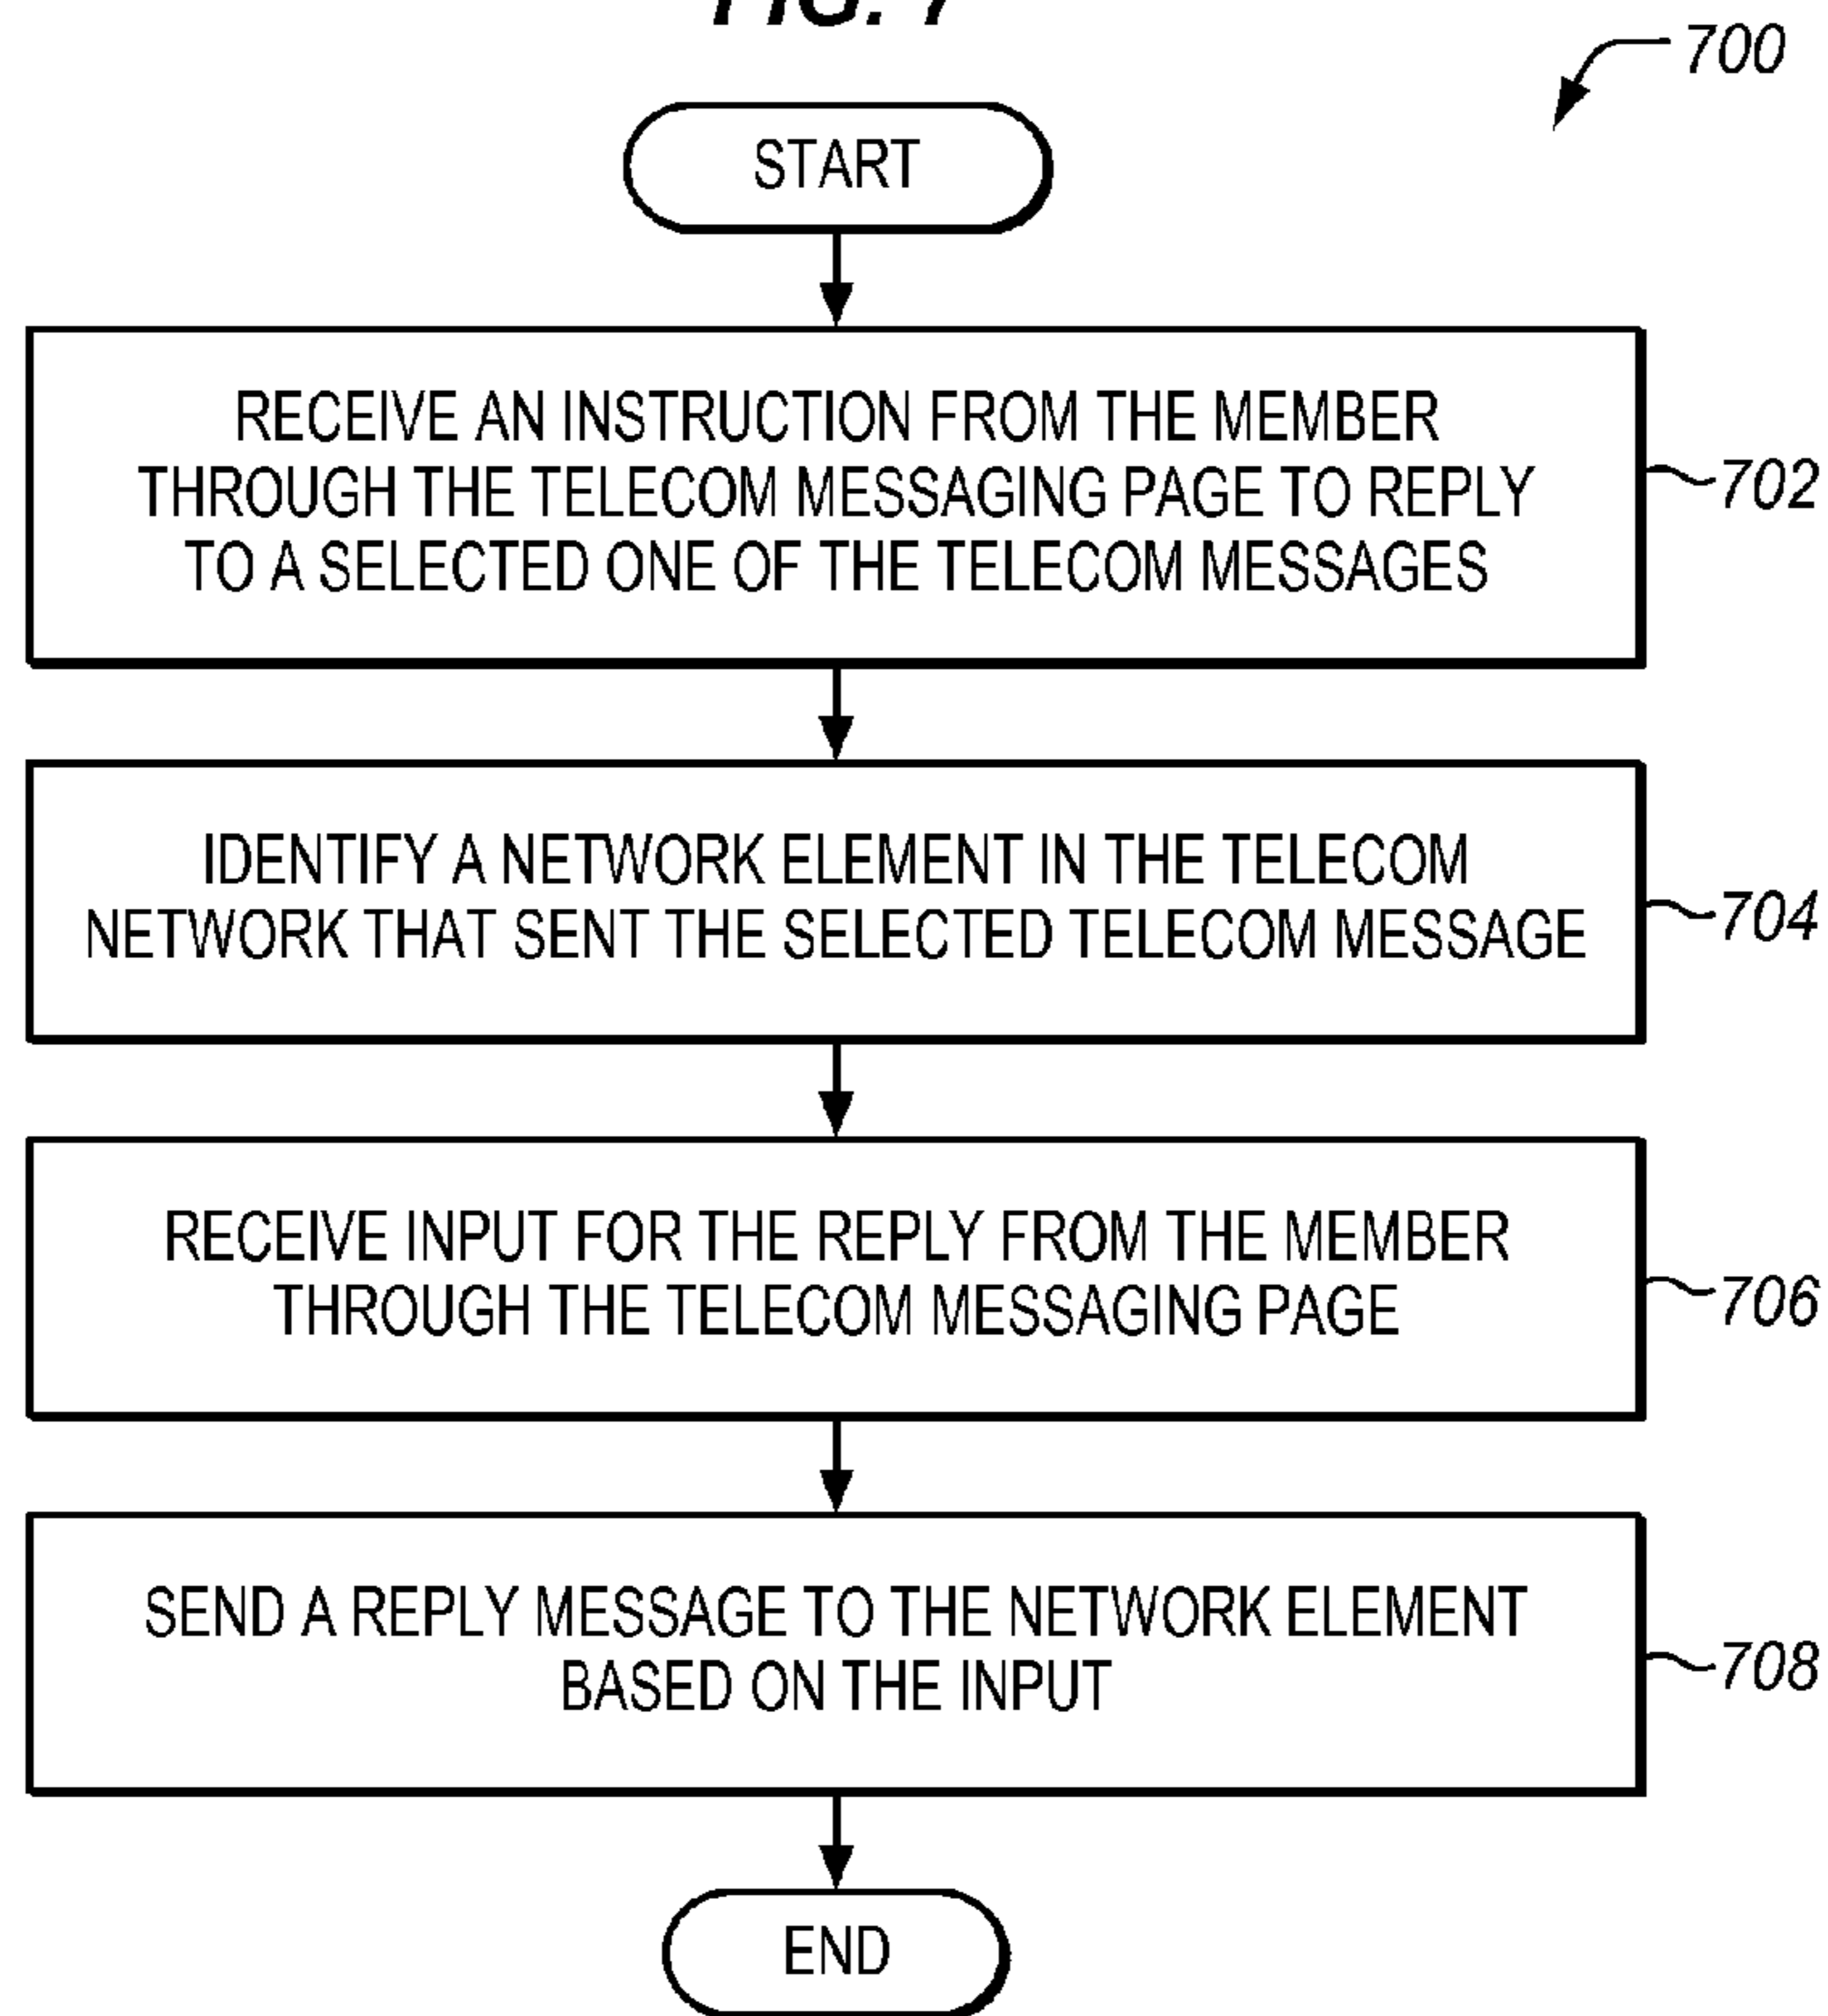 FIG. 7
700
START
RECEIVE AN INSTRUCTION FROM THE MEMBER
THROUGH THE TELECOM MESSAGING PAGE TO REPLY
TO A SELECTED ONE OF THE TELECOM MESSAGES
702
IDENTIFY A NETWORK ELEMENT IN THE TELECOM
NETWORK THAT SENT THE SELECTED TELECOM MESSAGE
704
RECEIVE INPUT FOR THE REPLY FROM THE MEMBER
THROUGH THE TELECOM MESSAGING PAGE
706
SEND A REPLY MESSAGE TO THE NETWORK ELEMENT
BASED ON THE INPUT
708
END